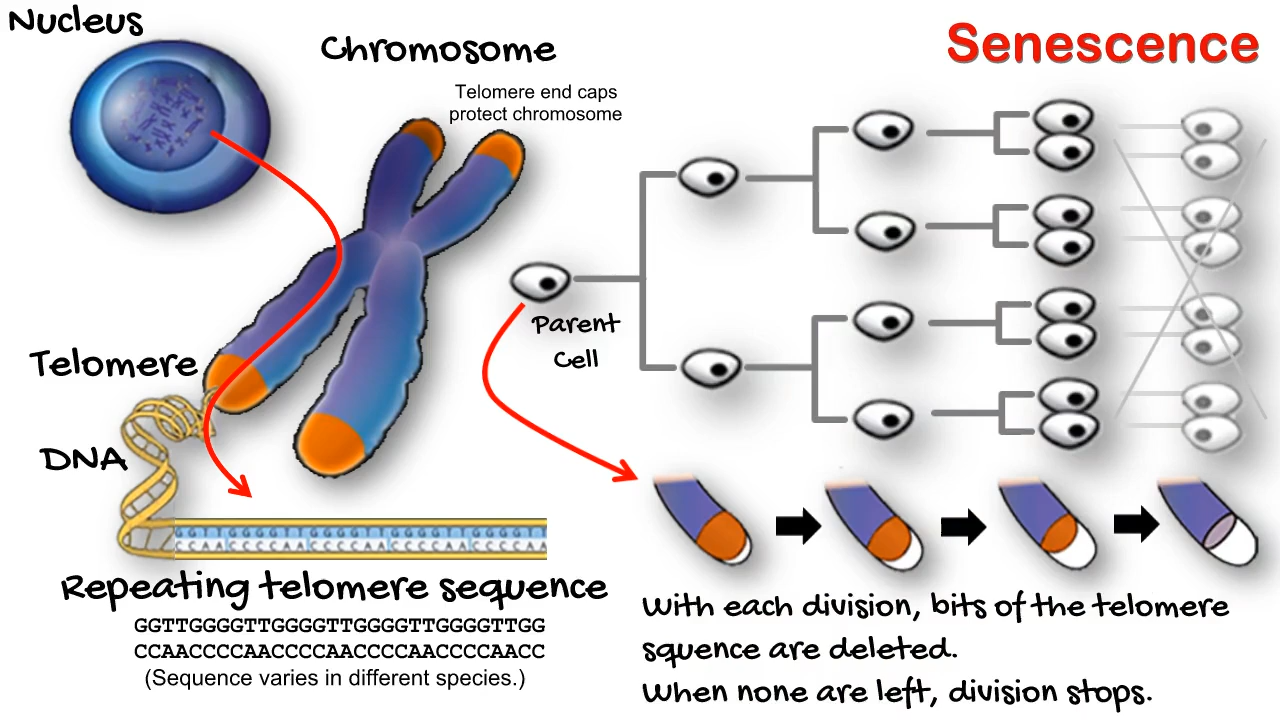 Nucleus
Chromosome
Senescence
Telomere end caps
protect chromosome
Parent
Cell
Telomere
DNA
Repeating telomere sequence
GGTTGGGGTTGGGGTTGGGGTTGGGGTTGG
CCAACCCCAACCCCAACCCCAACCCCAACC
(Sequence varies in different species.)
With each division, bits of the telomere
squence are deleted.
When none are left, division stops.